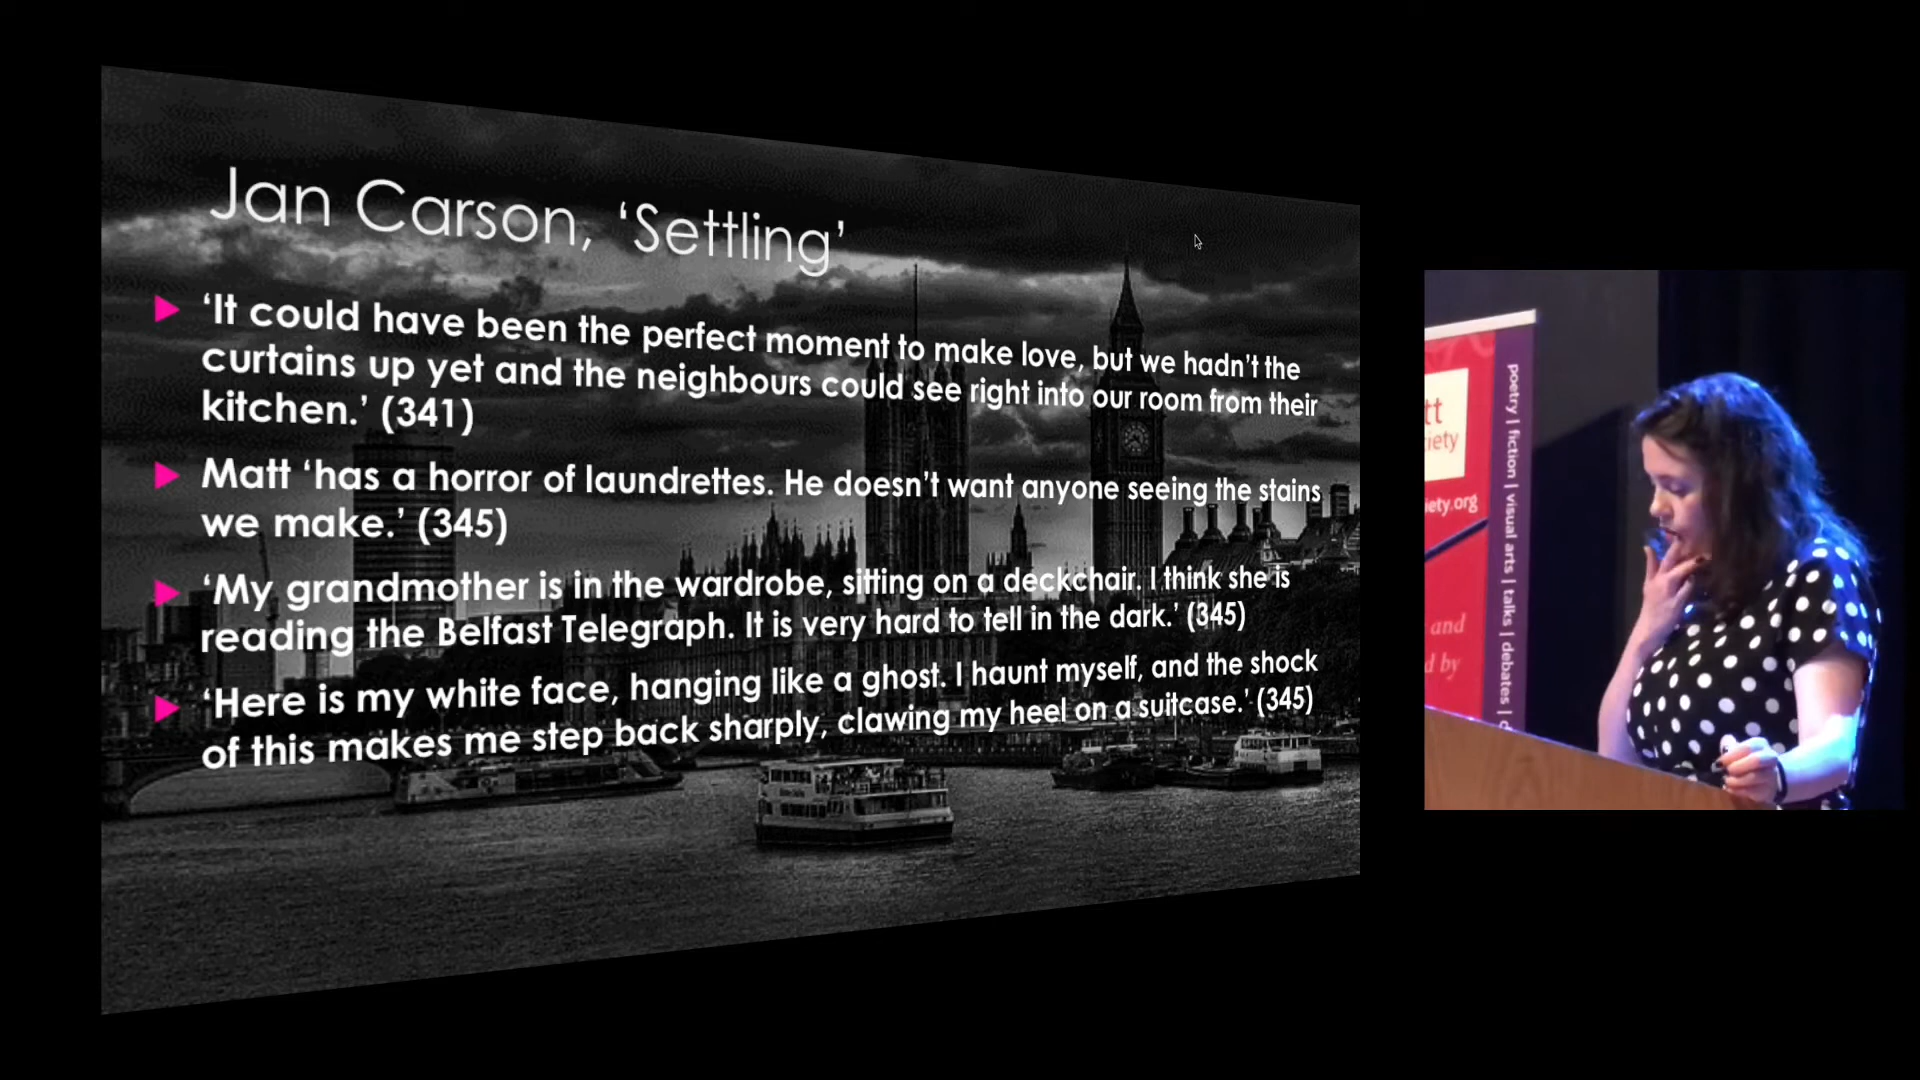 Jan Carson, ‘Settling’
‘It could have been the perfect moment to make love, but we hadn’t the
curtains up yet and the neighbours could see right into our room from their
kitchen.’ (341)
Matt ‘has a horror of laundrettes. He doesn’t want anyone seeing the stains
we make.’ (345)
‘My grandmother is in the wardrobe, sitting on a deckchair. I think she is
reading the Belfast Telegraph. It is very hard to tell in the dark.’ (345)
‘Here is my white face, hanging like a ghost. I haunt myself, and the shock
of this makes me step back sharply, clawing my heel on a suitcase.’ (345)
tt
iety
iety.org
and
d by
poetry | fiction | visual arts | talks | debates |